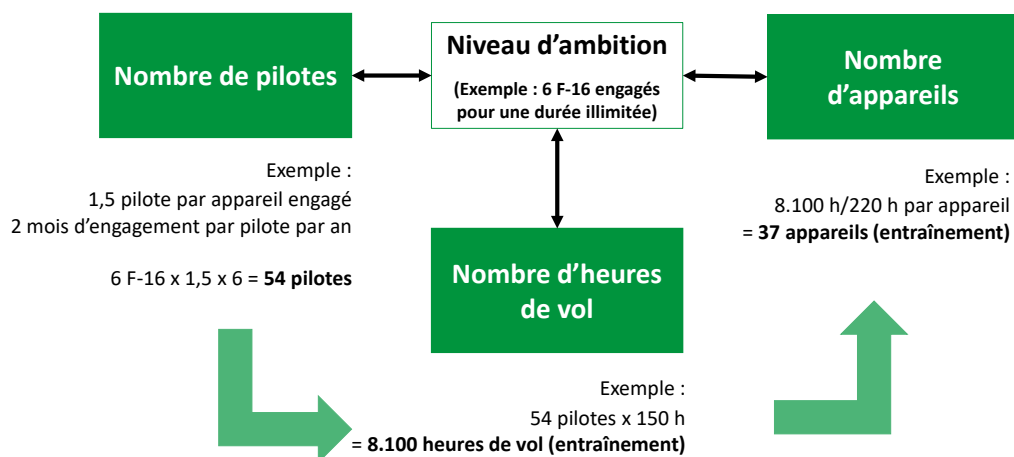 Nombre de pilotes
Niveau d’ambition
(Exemple : 6 F-16 engagés
pour une durée illimitée)
Nombre
d’appareils
Exemple :
1,5 pilote par appareil engagé
2 mois d’engagement par pilote par an
6 F-16 x 1,5 x 6 = 54 pilotes
Nombre d’heures
de vol
Exemple :
8.100 h/220 h par appareil
= 37 appareils (entraînement)
Exemple :
54 pilotes x 150 h
= 8.100 heures de vol (entraînement)